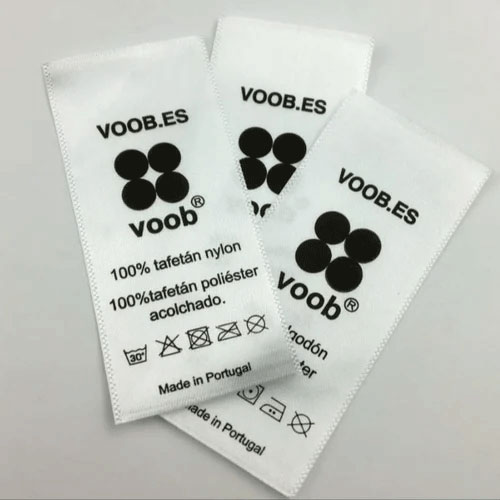 VOOB.ES
voob®
100% tafetán nylon
100%tafetán poliéster
acolchado.
30°
Made in Portugal
VOOB.ES
VOOB.ES
voob®
Made in Portugal